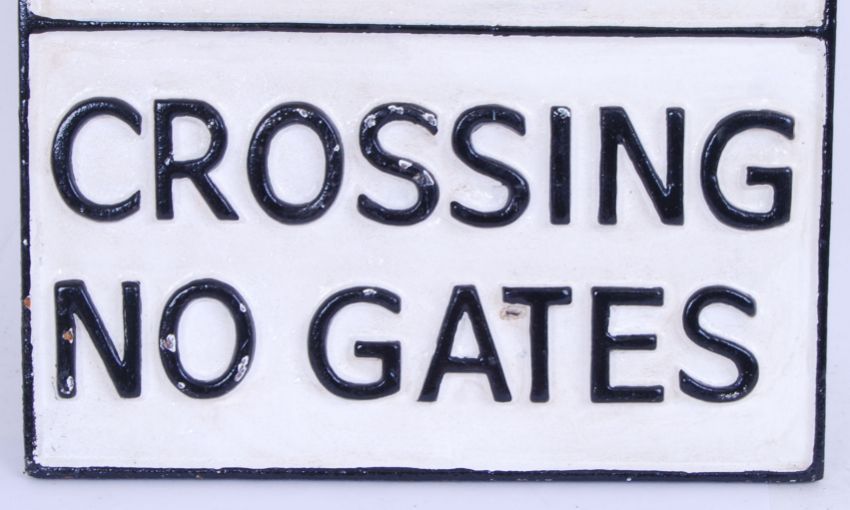 CROSSING
NO GATES